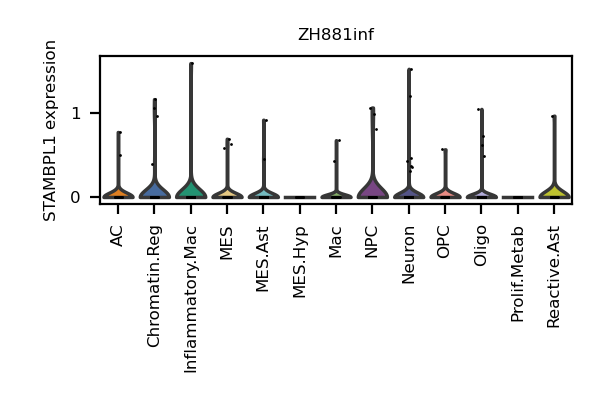 ZH881inf
STAMBPL1 expression
1
0
AC
Chromatin.Reg
Inflammatory.Mac
MES
MES.Ast
MES.Hyp
Mac
NPC
Neuron
OPC
Oligo
Prolif.Metab
Reactive.Ast